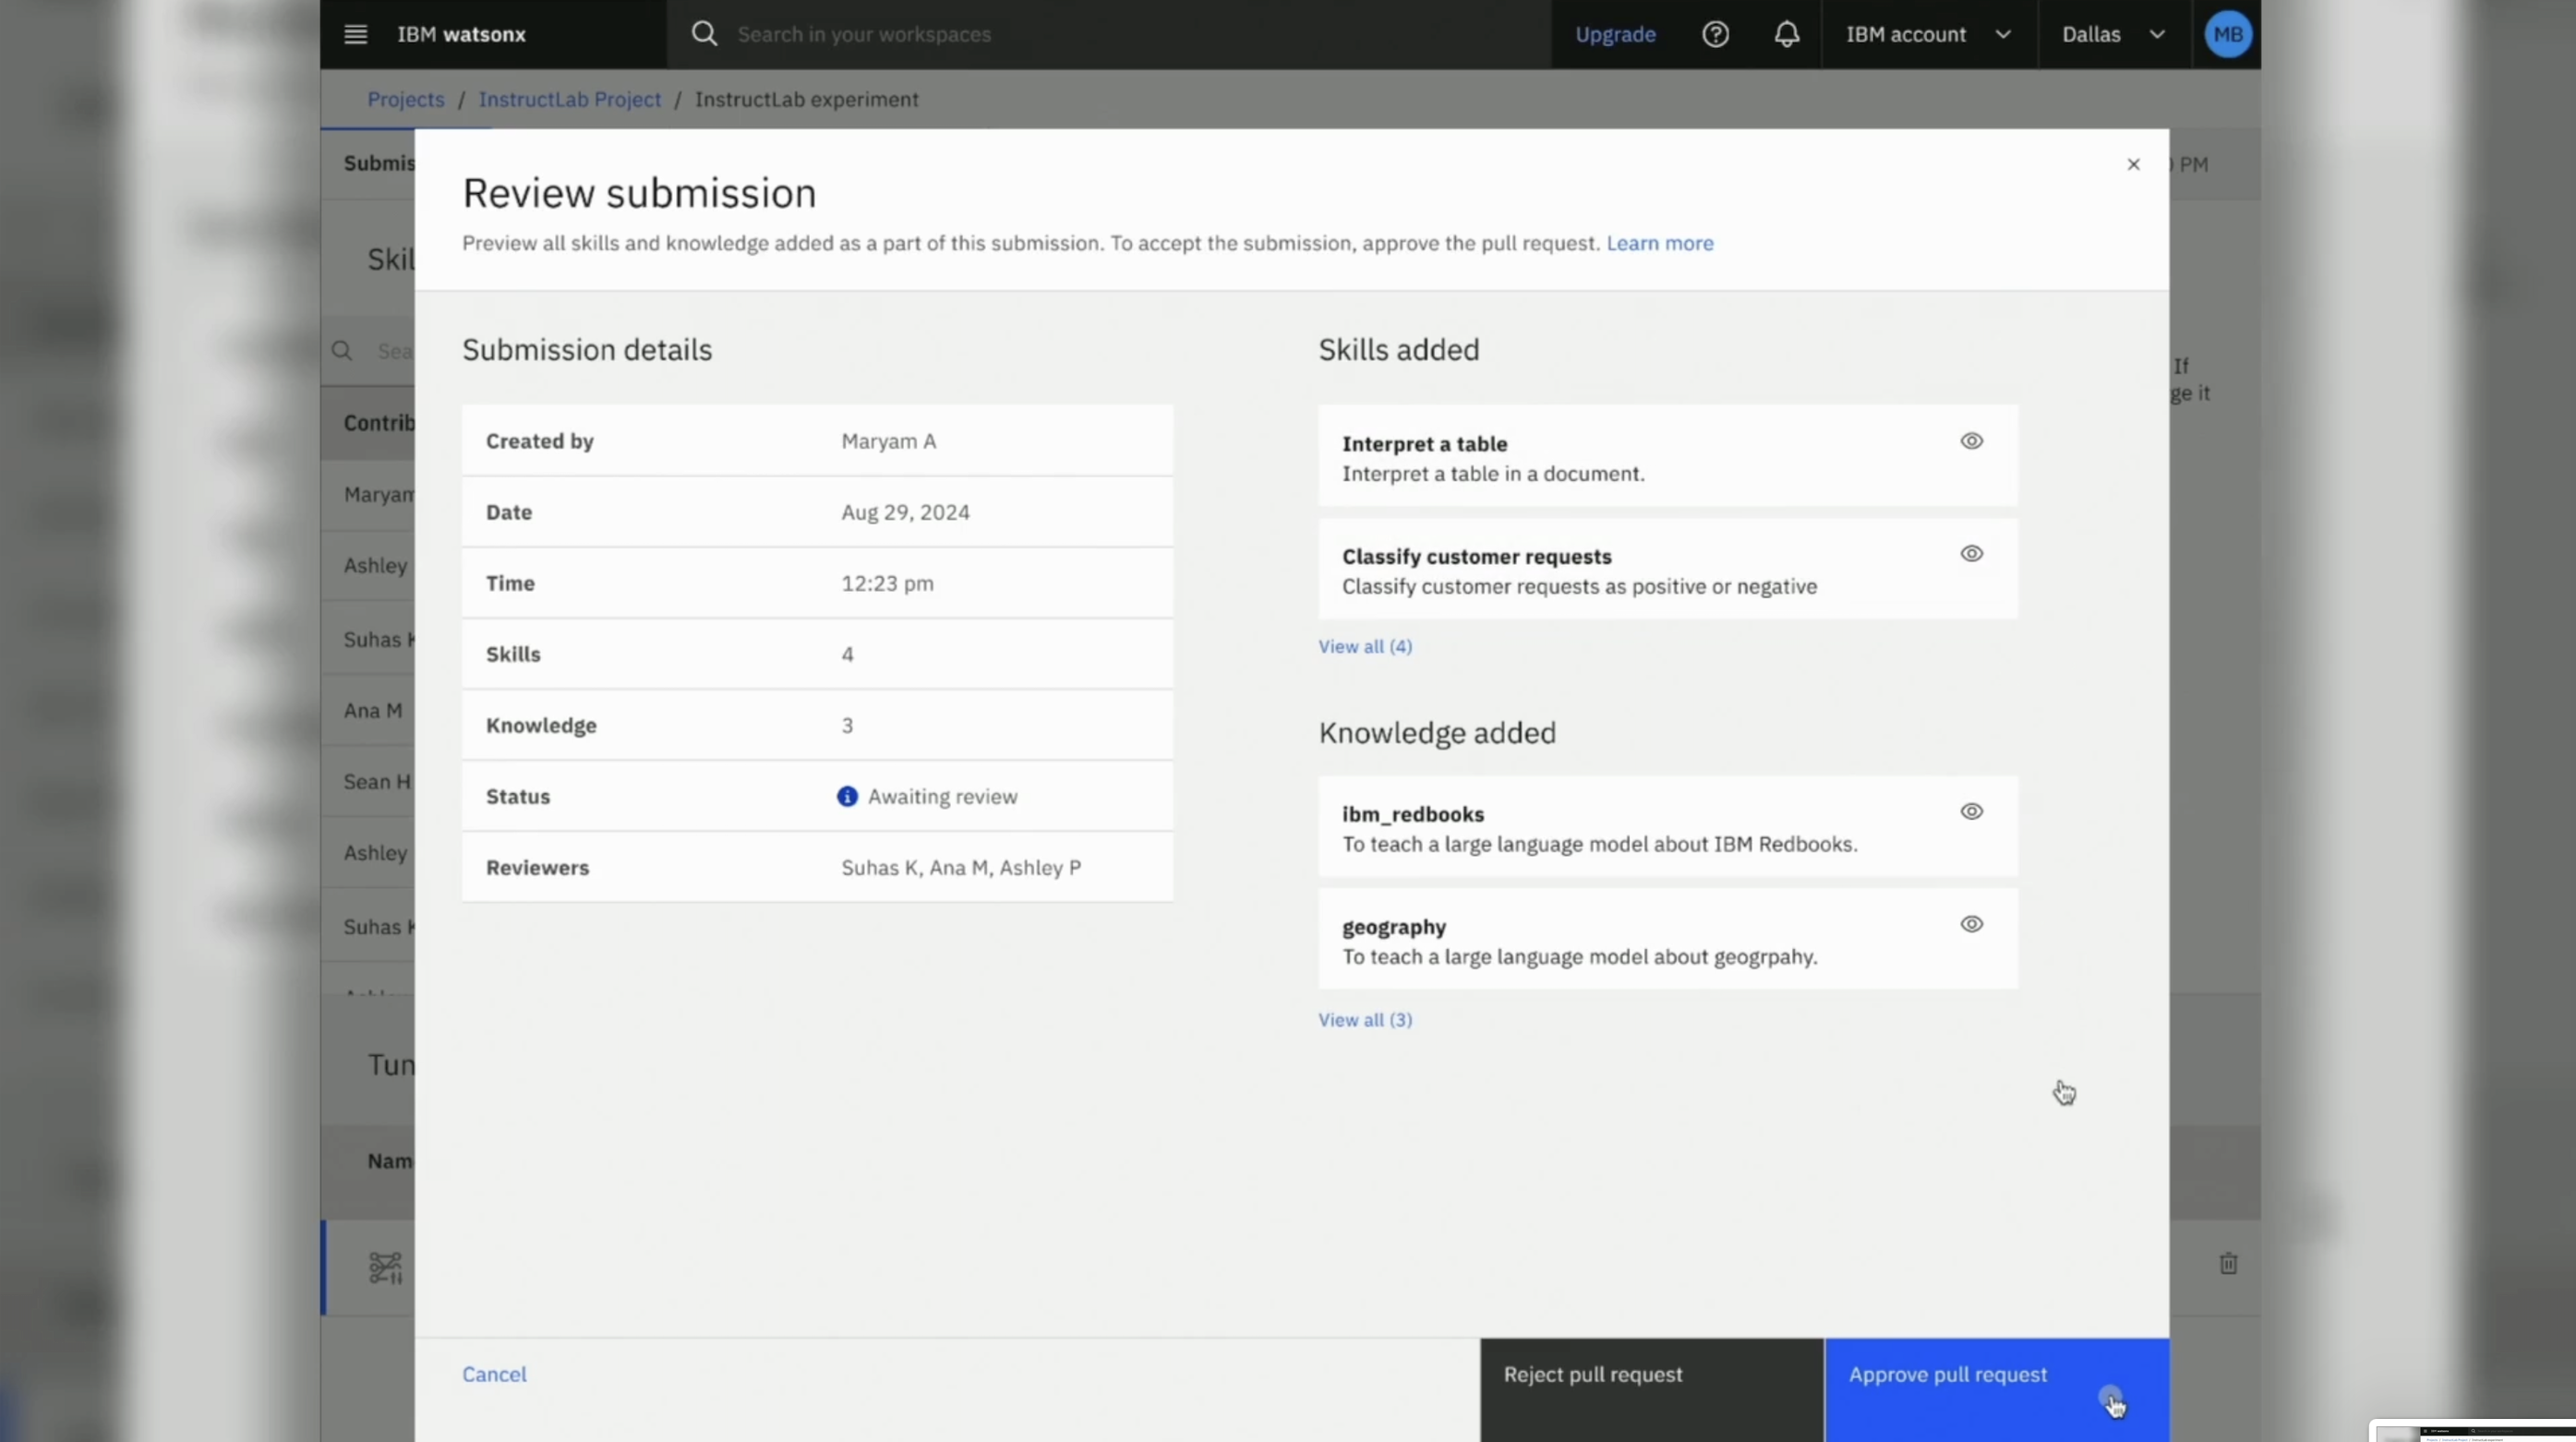 IBM watsonx
Search in your workspaces
Upgrade
IBM account
Dallas
MB
Projects / InstructLab Project / InstructLab experiment
Submis
PM
Review submission
Preview all skills and knowledge added as a part of this submission. To accept the submission, approve the pull request. Learn more
Skil
Sea
If
ge it
Contrib
Maryam
Ashley
Suhas K
Ana M
Sean H
Ashley
Suhas K
Tun
Nam
Submission details
Created by Maryam A
Date Aug 29, 2024
Time 12:23 pm
Skills 4
Knowledge 3
Status Awaiting review
Reviewers Suhas K, Ana M, Ashley P
Skills added
Interpret a table
Interpret a table in a document.
Classify customer requests
Classify customer requests as positive or negative
View all (4)
Knowledge added
ibm_redbooks
To teach a large language model about IBM Redbooks.
geography
To teach a large language model about geogrpahy.
View all (3)
Cancel
Reject pull request
Approve pull request